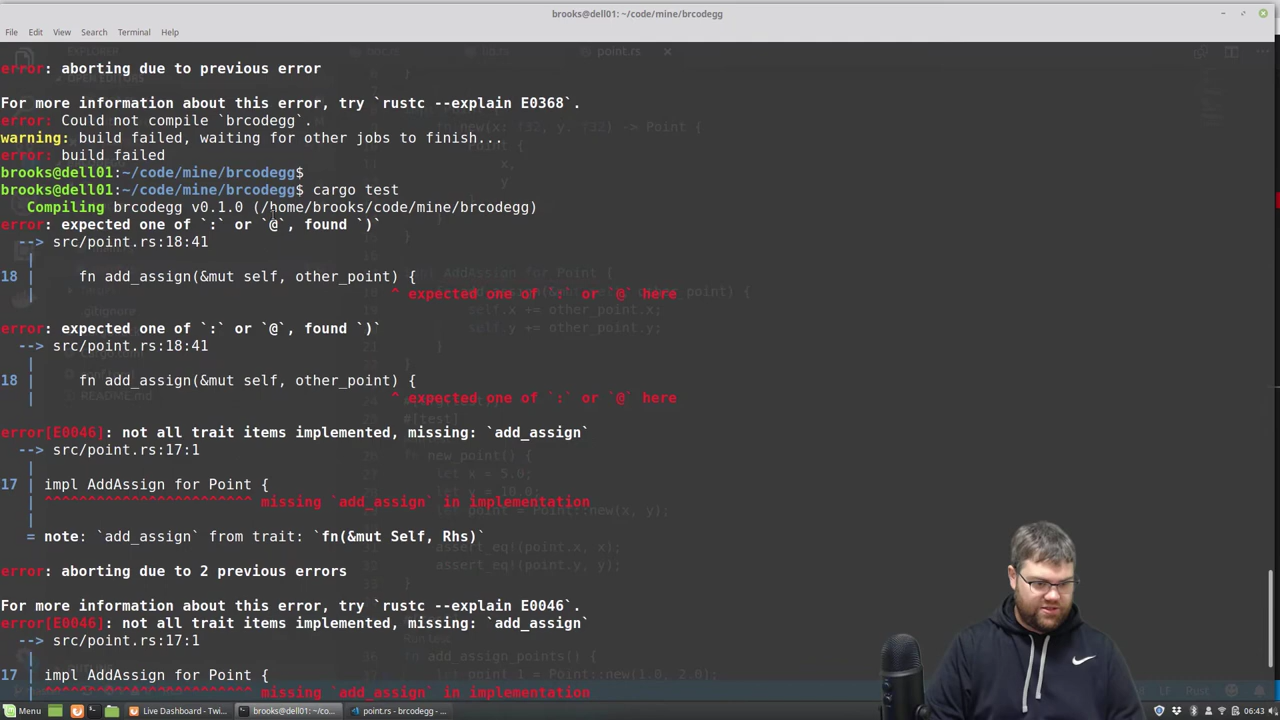 brooks@dell01: ~/code/mine/brcodegg
File Edit View Search Terminal Help
point.rs
error: aborting due to previous error
For more information about this error, try `rustc --explain E0368`.
error: Could not compile `brcodegg`.
warning: build failed, waiting for other jobs to finish...
error: build failed
brooks@dell01:~/code/mine/brcodegg$
brooks@dell01:~/code/mine/brcodegg$ cargo test
Compiling brcodegg v0.1.0 (/home/brooks/code/mine/brcodegg)
error: expected one of `:` or `@`, found `)`
--> src/point.rs:18:41
|
18 | fn add_assign(&mut self, other_point) {
| ^ expected one of `:` or `@` here
error: expected one of `:` or `@`, found `)`
--> src/point.rs:18:41
|
18 | fn add_assign(&mut self, other_point) {
| ^ expected one of `:` or `@` here
error[E0046]: not all trait items implemented, missing: `add_assign`
--> src/point.rs:17:1
|
17 | impl AddAssign for Point {
| ^^^^^^^^^^^^^^^^^^^^^^^^ missing `add_assign` in implementation
|
= note: `add_assign` from trait: `fn(&mut Self, Rhs)`
error: aborting due to 2 previous errors
For more information about this error, try `rustc --explain E0046`.
error[E0046]: not all trait items implemented, missing: `add_assign`
--> src/point.rs:17:1
|
17 | impl AddAssign for Point {
| ^^^^^^^^^^^^^^^^^^^^^^^^ missing `add_assign` in implementation
Menu
Live Dashboard - Twi...
brooks@dell01: ~/co...
point.rs - brcodegg - ...
06:43